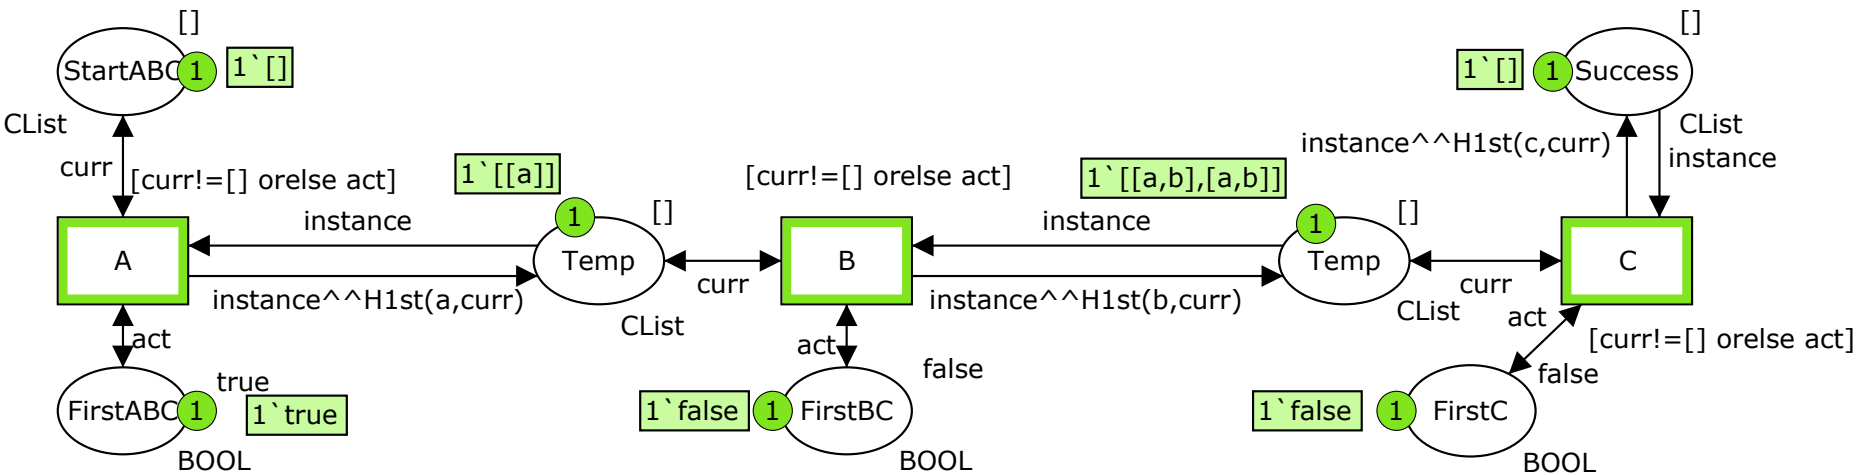 []
StartABC
1
1`[]
CList
curr
[curr!=[] orelse act]
A
act
true
FirstABC
1
1`true
BOOL
instance
instance^^H1st(a,curr)
1`[[a]]
1
[]
Temp
CList
curr
[curr!=[] orelse act]
B
act
false
1`false
1
FirstBC
BOOL
instance
instance^^H1st(b,curr)
1`[[a,b],[a,b]]
1
[]
Temp
CList
curr
[]
1`[]
1
Success
CList
instance^^H1st(c,curr)
instance
C
act
[curr!=[] orelse act]
false
1`false
1
FirstC
BOOL